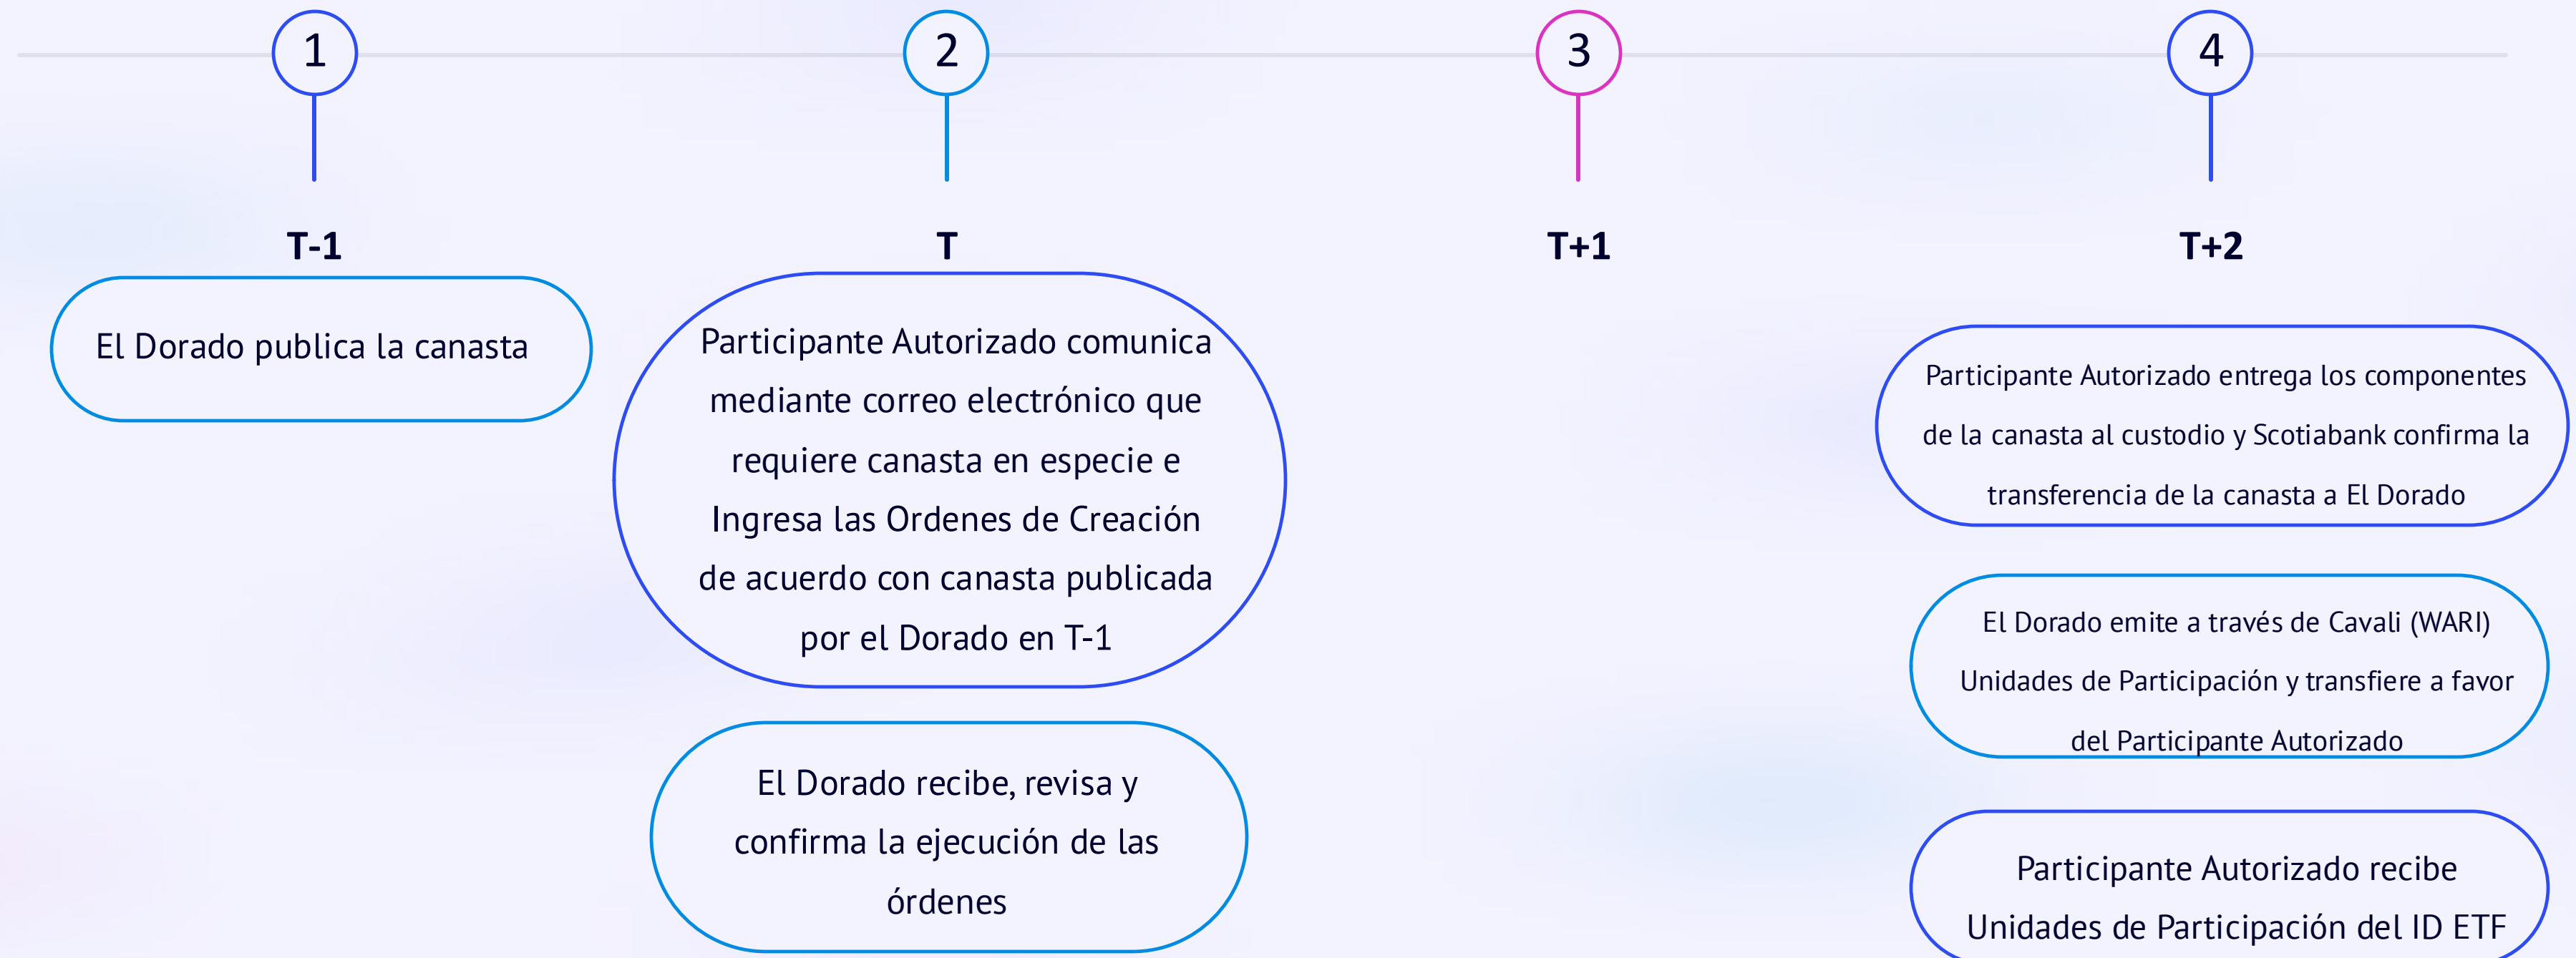 1
2
3
4
T-1
T
T+1
T+2
El Dorado publica la canasta
Participante Autorizado comunica
mediante correo electrónico que
requiere canasta en especie e
Ingresa las Ordenes de Creación
de acuerdo con canasta publicada
por el Dorado en T-1
El Dorado recibe, revisa y
confirma la ejecución de las
órdenes
Participante Autorizado entrega los componentes
de la canasta al custodio y Scotiabank confirma la
transferencia de la canasta a El Dorado
El Dorado emite a través de Cavali (WARI)
Unidades de Participación y transfiere a favor
del Participante Autorizado
Participante Autorizado recibe
Unidades de Participación del ID ETF